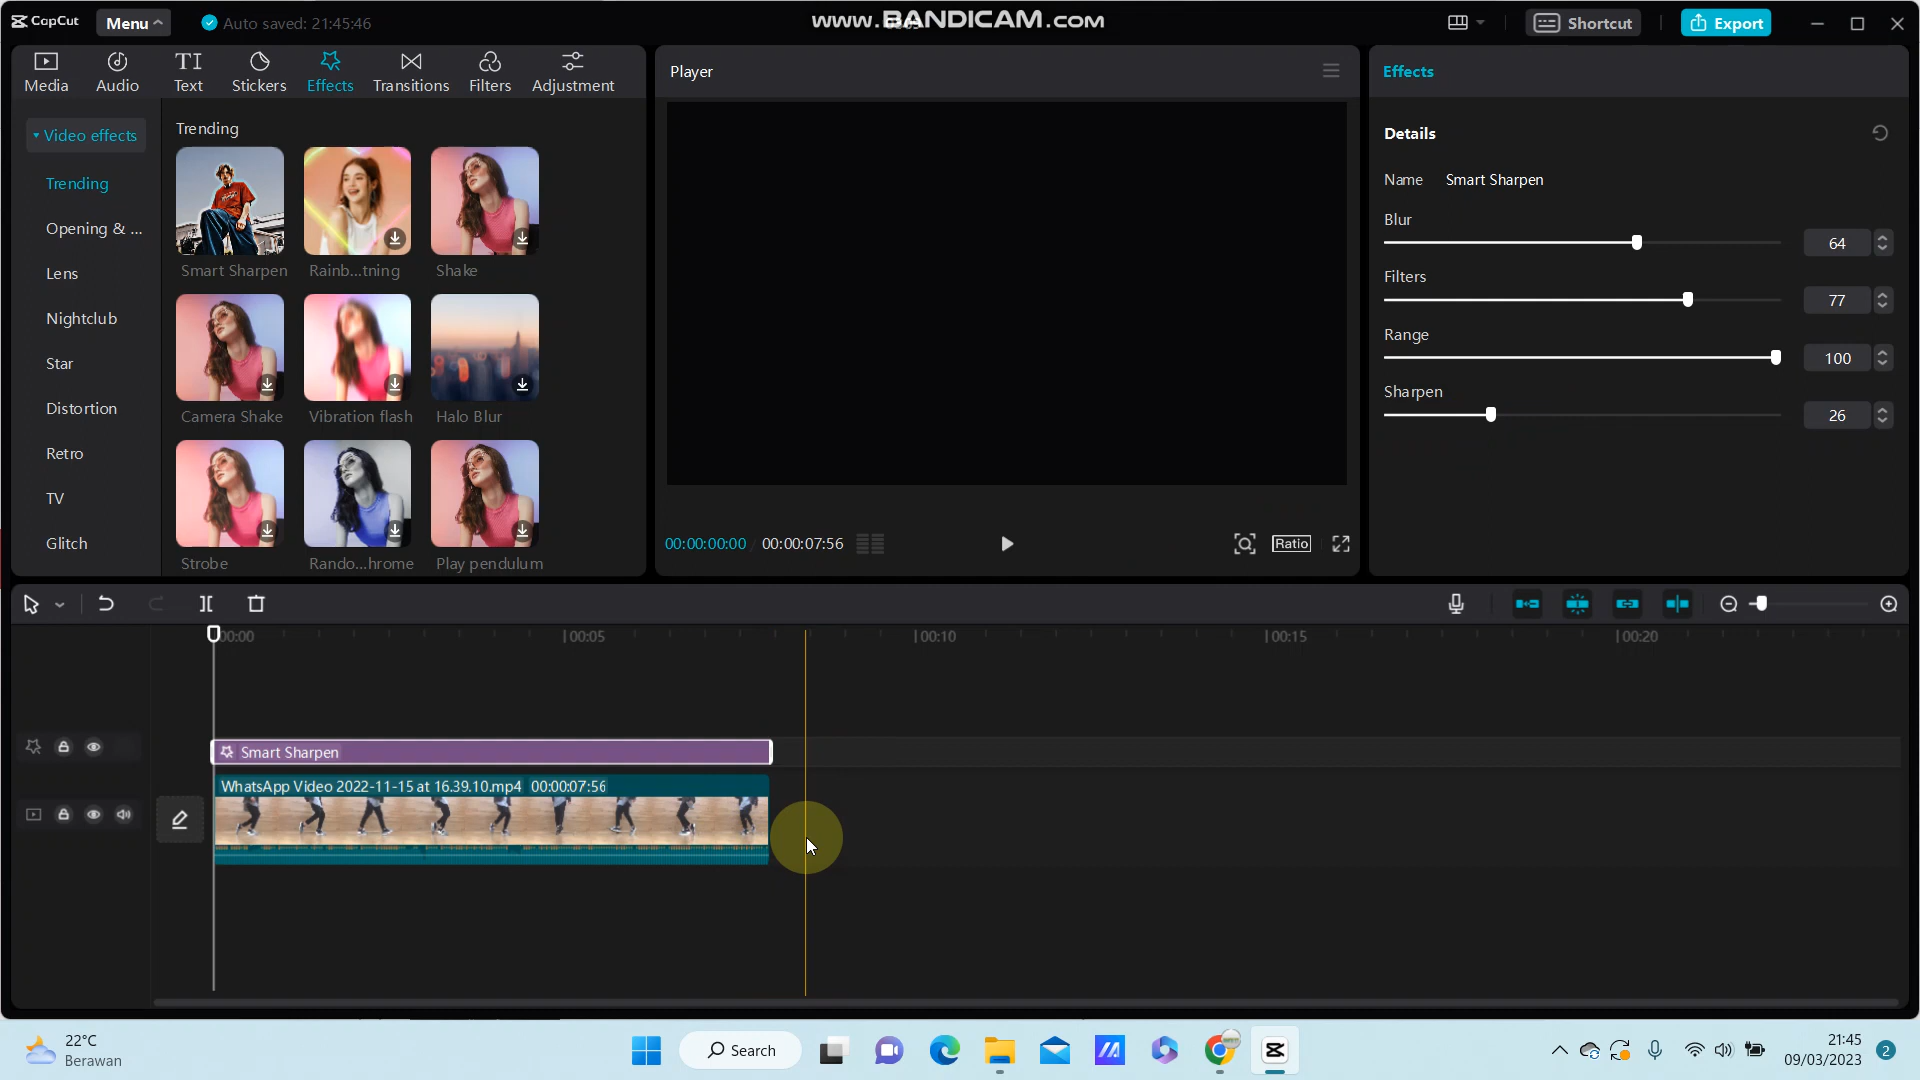 CapCut
Menu
Auto saved: 21:45:46
www.BANDICAM.com
Shortcut
Export
Media
Audio
Text
Stickers
Effects
Transitions
Filters
Adjustment
Video effects
Trending
Opening & ...
Lens
Nightclub
Star
Distortion
Retro
TV
Glitch
Trending
Smart Sharpen
Rainb...tning
Shake
Camera Shake
Vibration flash
Halo Blur
Strobe
Rando...hrome
Play pendulum
Player
00:00:00:00 / 00:00:07:56
Ratio
Effects
Details
Name Smart Sharpen
Blur
64
Filters
77
Range
100
Sharpen
26
00:00
00:05
00:10
00:15
00:20
Smart Sharpen
WhatsApp Video 2022-11-15 at 16.39.10.mp4 00:00:07:56
22°C
Berawan
Search
21:45
09/03/2023
2